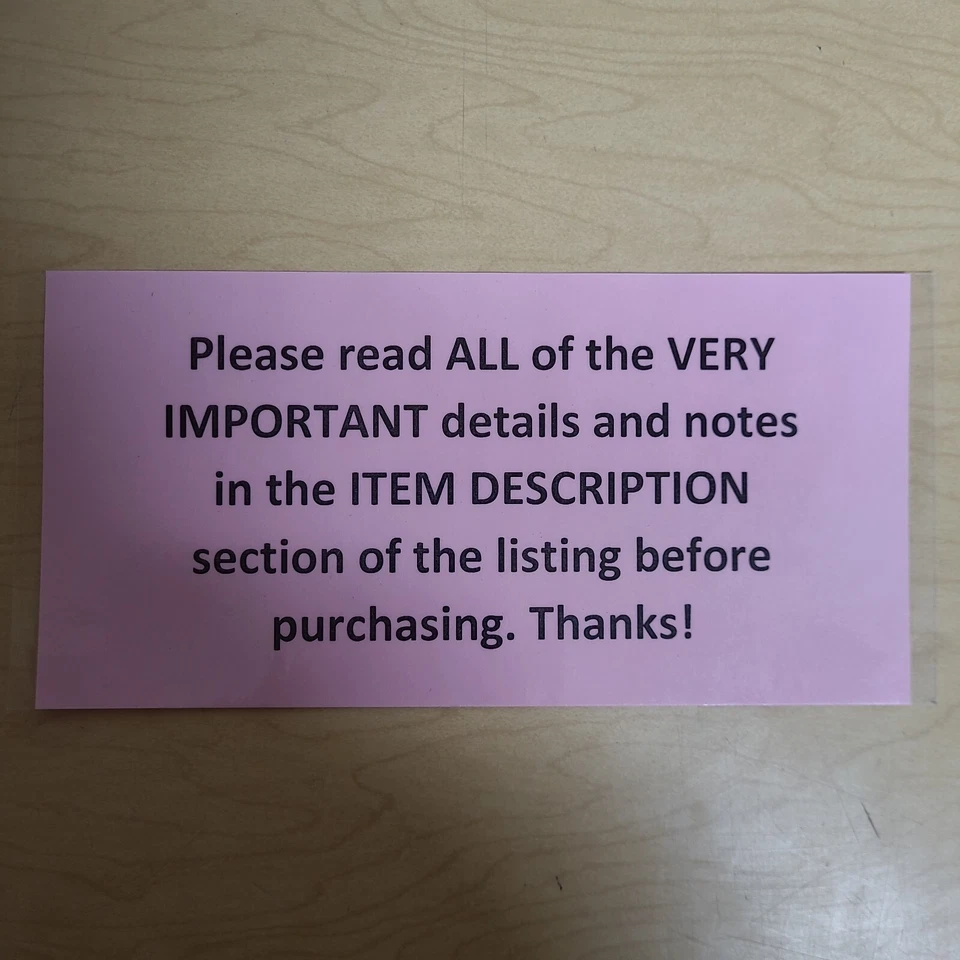 Please read ALL of the VERY
IMPORTANT details and notes
in the ITEM DESCRIPTION
section of the listing before
purchasing. Thanks!